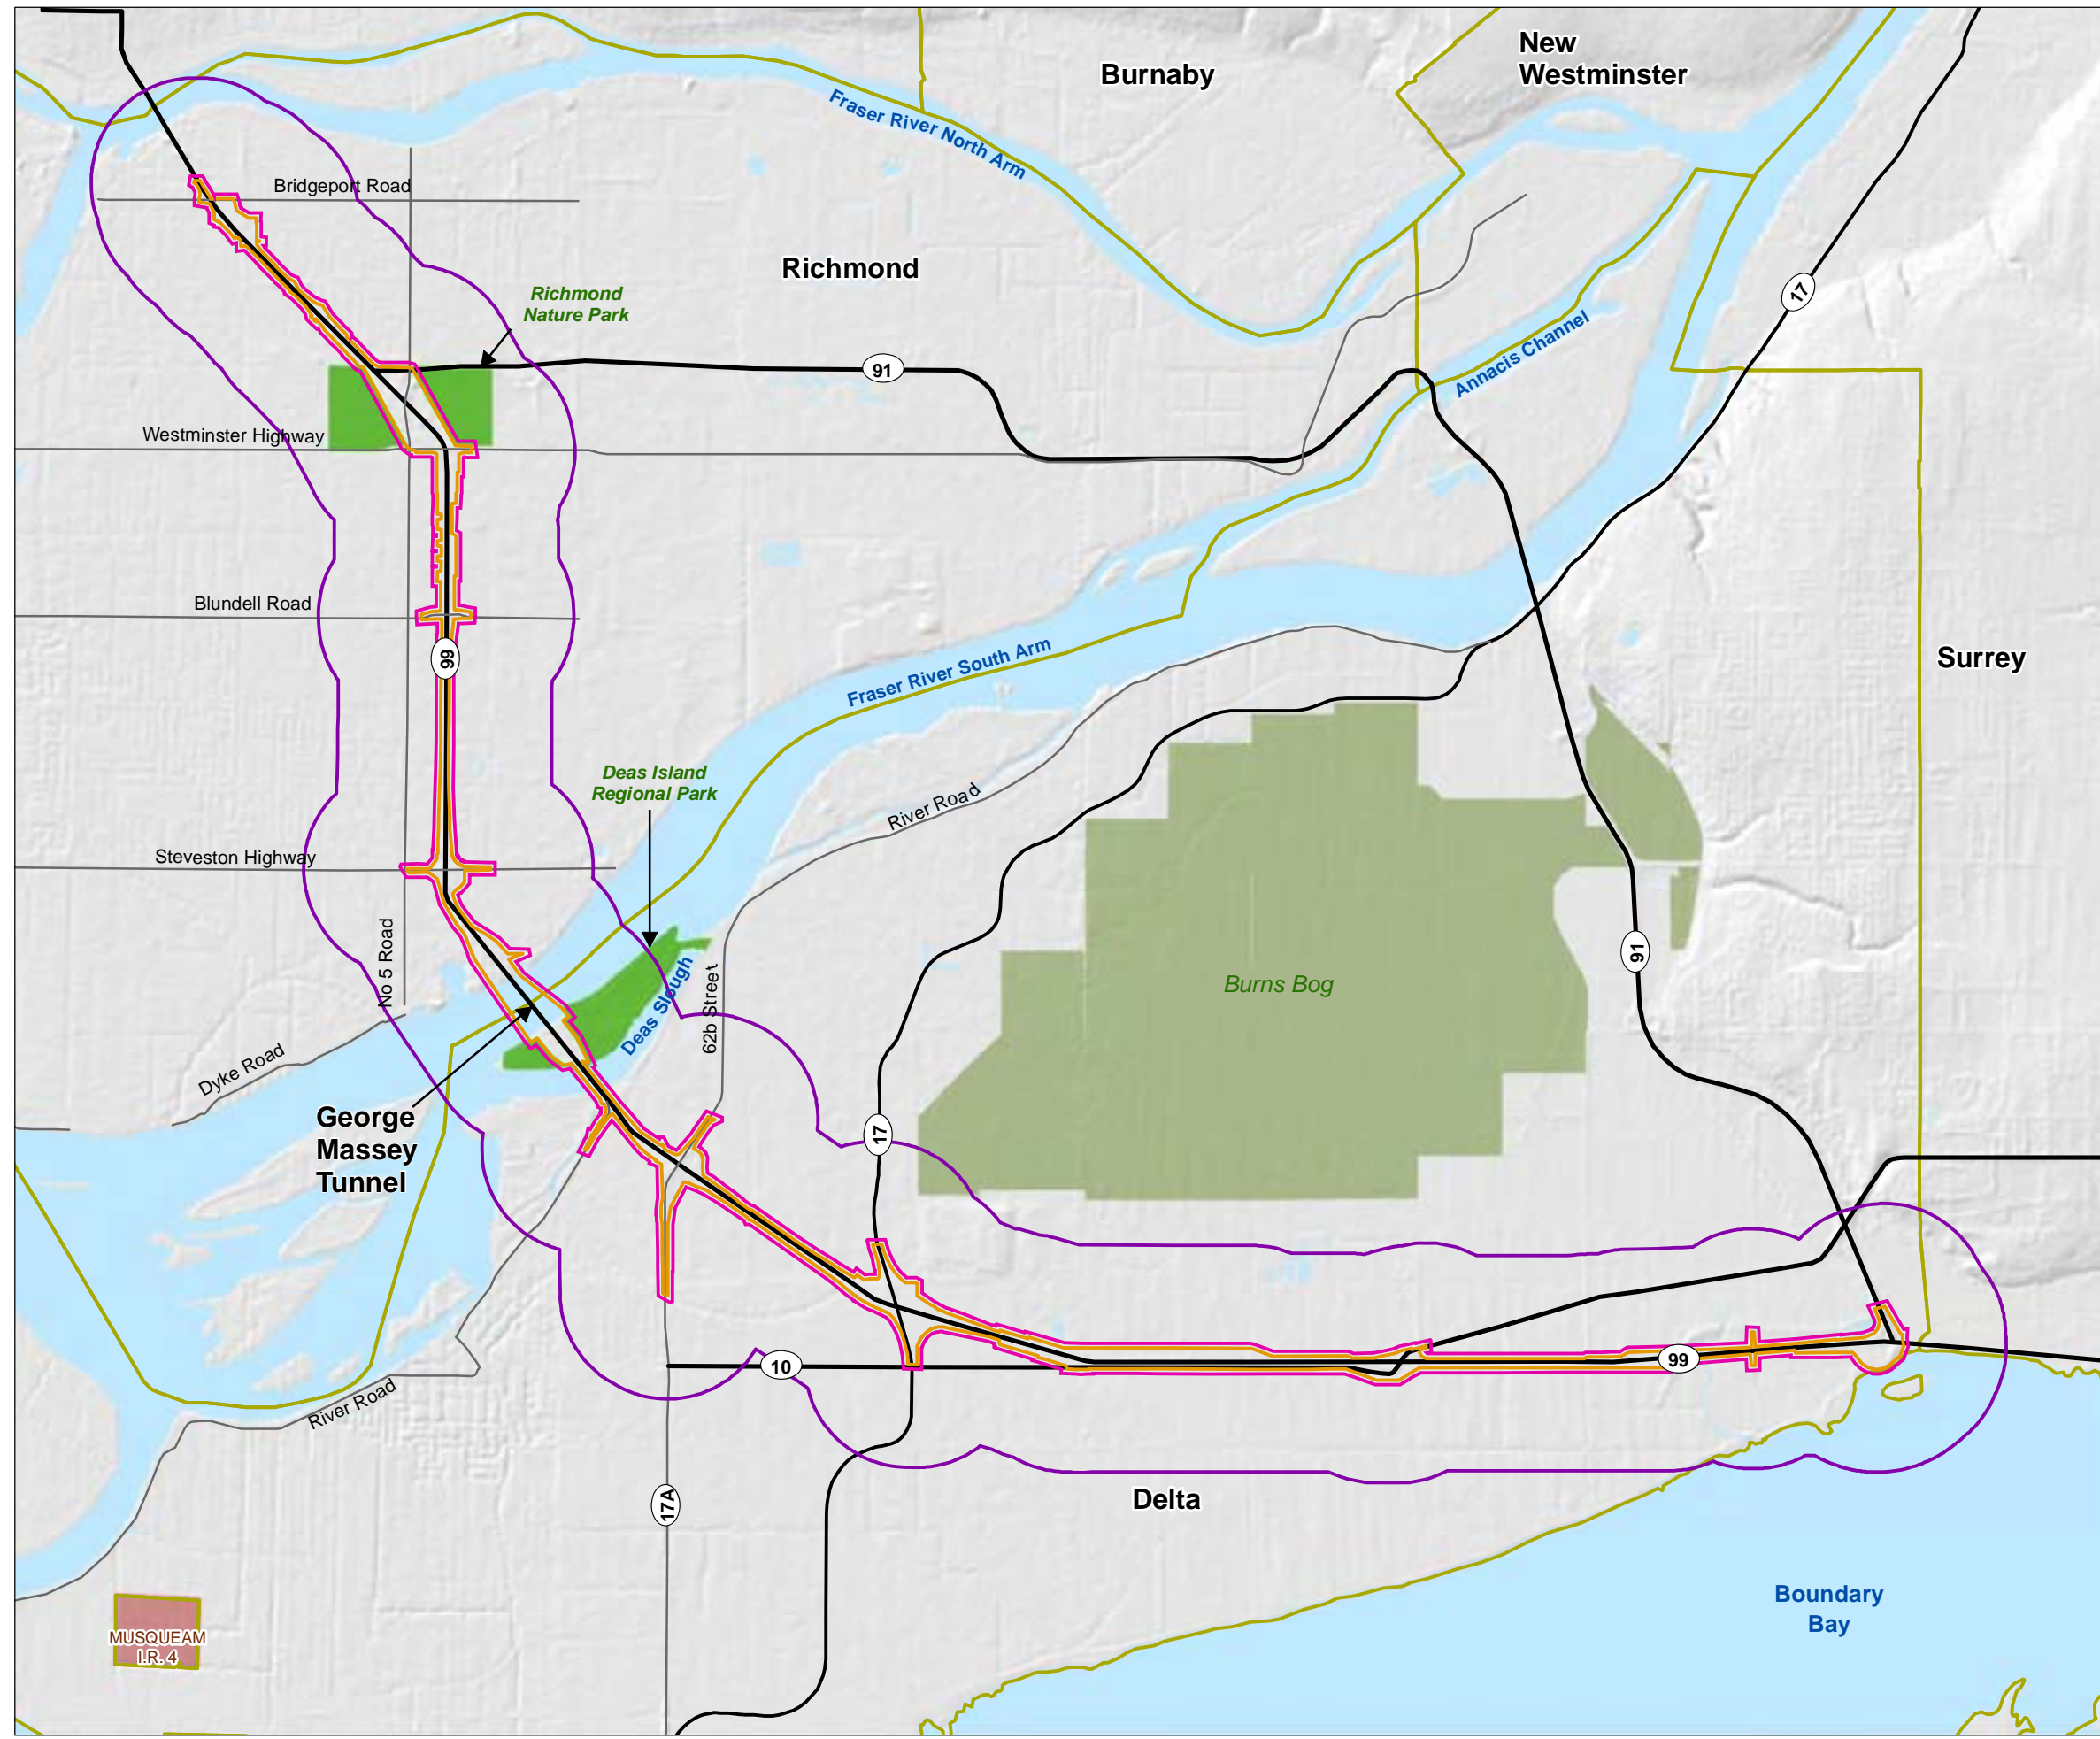 New
Westminster
Burnaby
Fraser River North Arm
Bridgeport Road
Richmond
17
Richmond
Nature Park
Annacis Channel
91
Westminster Highway
Blundell Road
99
Fraser River South Arm
Surrey
Deas Island
Regional Park
River Road
Steveston Highway
No 5 Road
91
Burns Bog
Deas Slough
62b Street
Dyke Road
George
Massey
Tunnel
17
10
99
River Road
17A
Delta
Boundary
Bay
MUSQUEAM
I.R. 4